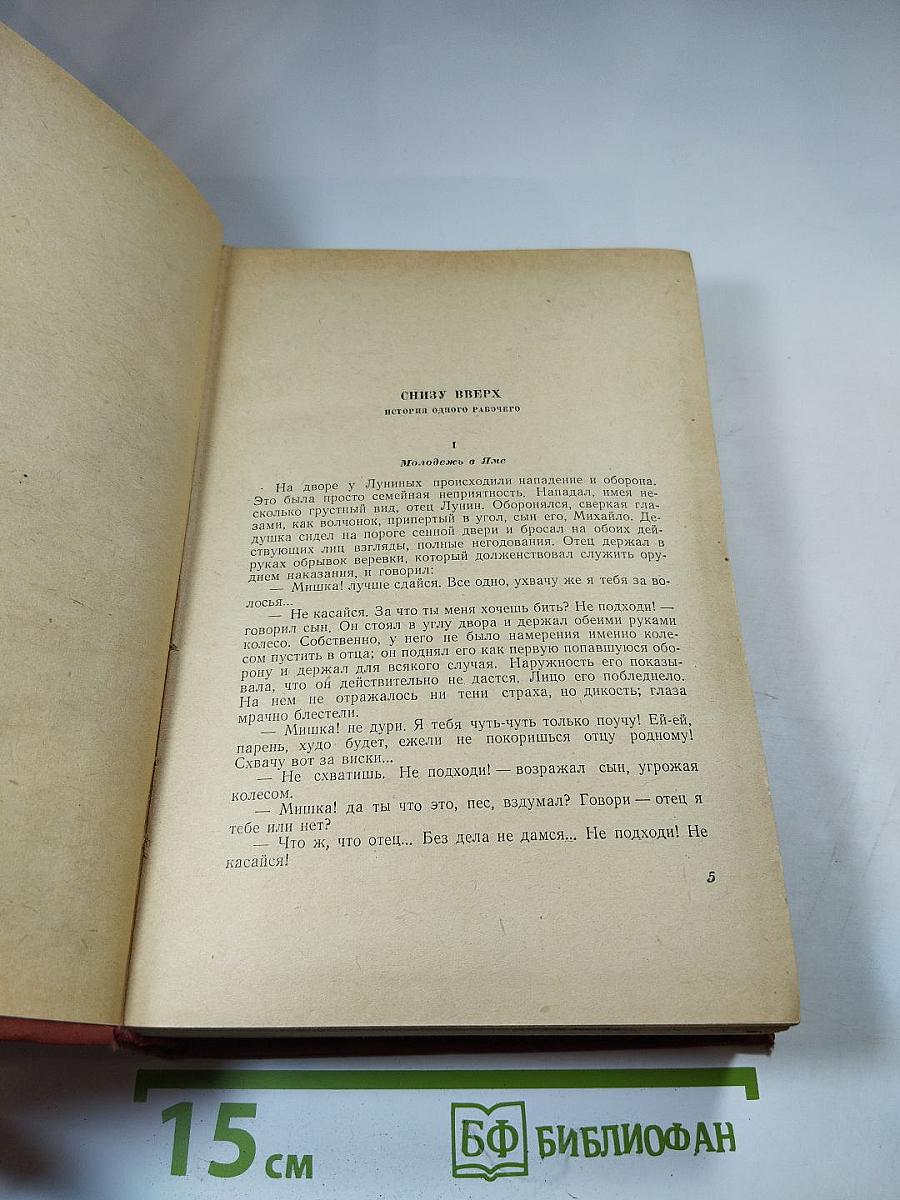 СНИЗУ ВВЕРХ
ИСТОРИЯ ОДНОГО РАБОЧЕГО
I
Молодежь в Яме
На дворе у Луниных происходили нападение и оборона.
Это была просто семейная неприятность. Нападал, имея не-
сколько грустный вид, отец Лунин. Оборонялся, сверкая гла-
зами, как волчонок, припертый в угол, сын его, Михайло. Де-
душка сидел на пороге сенной двери и бросал на обоих дей-
ствующих лиц взгляды, полные негодования. Отец держал в
руках обрывок веревки, который долженствовал служить ору-
дием наказания, и говорил:
— Мишка! лучше сдайся. Все одно, ухвачу же я тебя за во-
лосья...
— Не касайся. За что ты меня хочешь бить? Не подходи! —
говорил сын. Он стоял в углу двора и держал обеими руками
колесо. Собственно, у него не было намерения именно коле-
сом пустить в отца; он поднял его как первую попавшуюся обо-
рону и держал для всякого случая. Наружность его показы-
вала, что он действительно не дастся. Лицо его побледнело.
На нем не отражалось ни тени страха, но дикость; глаза
мрачно блестели.
— Мишка! не дури. Я тебя чуть-чуть только поучу! Ей-ей,
парень, худо будет, ежели не покоришься отцу родному!
Схвачу вот за виски...
— Не схватишь. Не подходи! — возражал сын, угрожая
колесом.
— Мишка! да ты что это, пес, вздумал? Говори — отец я
тебе или нет?
— Что ж, что отец... Без дела не дамся... Не подходи! Не
касайся!
5
15 см
БФ БИБЛИОФАН